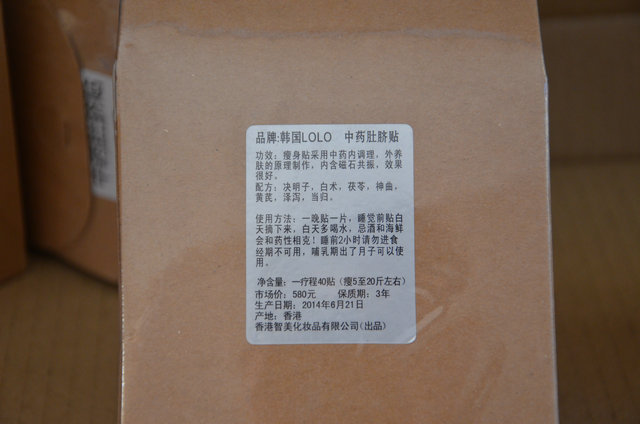 品牌:韩国LOLO 中药肚脐贴
功效：瘦身贴采用中药内调理，外养
肤的原理制作，内含磁石共振，效果
很好。
配方：决明子，白术，茯苓，神曲，
黄芪，泽泻，当归。
使用方法：一晚贴一片，睡觉前贴白
天摘下来，白天多喝水，忌酒和海鲜
会和药性相克！睡前2小时请勿进食
经期不可用，哺乳期出了月子可以使
用。
净含量：一疗程40贴（瘦5至20斤左右）
市场价：580元 保质期：3年
生产日期：2014年6月21日
产地：香港
香港智美化妆品有限公司(出品)